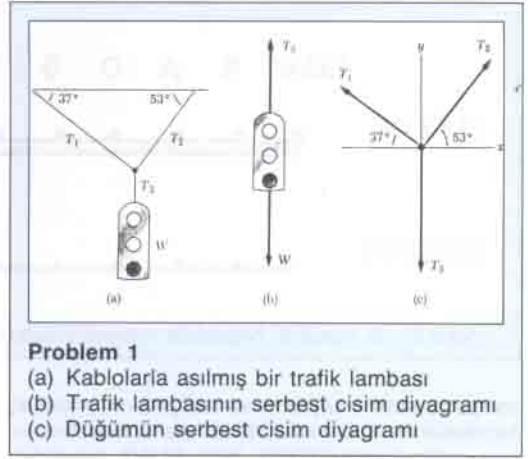 T₃ y T₂
T₁
37° 53°
T₁ T₂
37° 53° x
T₃
W
W T₃
(a) (b) (c)
Problem 1
(a) Kablolarla asılmış bir trafik lambası
(b) Trafik lambasının serbest cisim diyagramı
(c) Düğümün serbest cisim diyagramı